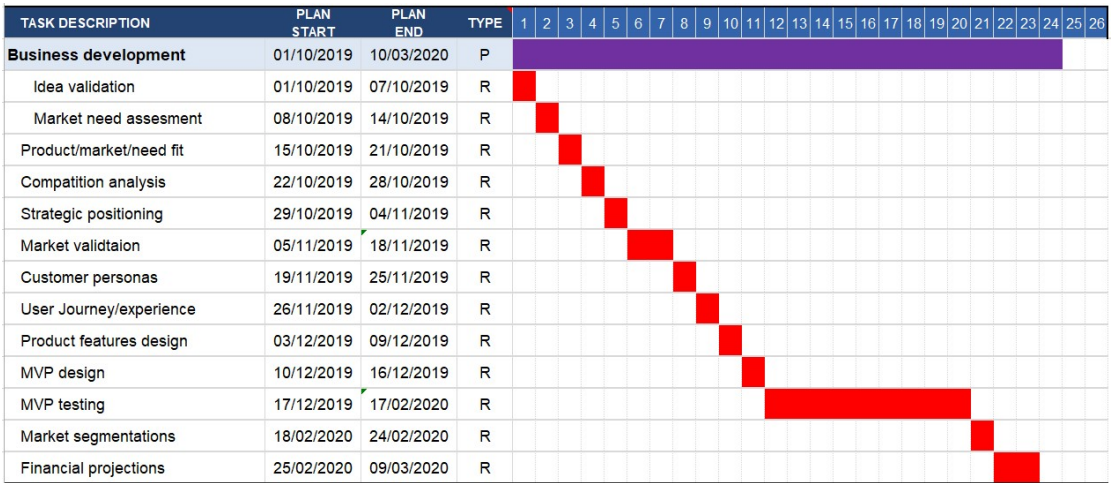 TASK DESCRIPTION PLAN START PLAN END TYPE 1 2 3 4 5 6 7 8 9 10 11 12 13 14 15 16 17 18 19 20 21 22 23 24 25 26
Business development 01/10/2019 10/03/2020 P
Idea validation 01/10/2019 07/10/2019 R
Market need assesment 08/10/2019 14/10/2019 R
Product/market/need fit 15/10/2019 21/10/2019 R
Compatition analysis 22/10/2019 28/10/2019 R
Strategic positioning 29/10/2019 04/11/2019 R
Market validtaion 05/11/2019 18/11/2019 R
Customer personas 19/11/2019 25/11/2019 R
User Journey/experience 26/11/2019 02/12/2019 R
Product features design 03/12/2019 09/12/2019 R
MVP design 10/12/2019 16/12/2019 R
MVP testing 17/12/2019 17/02/2020 R
Market segmentations 18/02/2020 24/02/2020 R
Financial projections 25/02/2020 09/03/2020 R